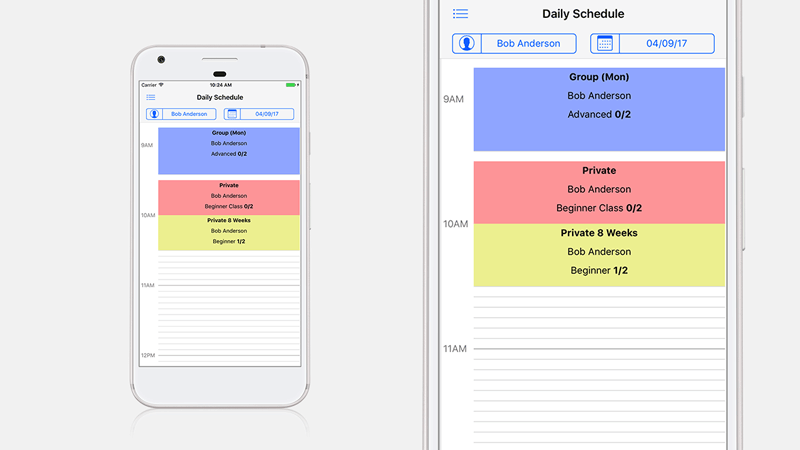 Carrier
10:24 AM
Daily Schedule
Bob Anderson
04/09/17
9AM
Group (Mon)
Bob Anderson
Advanced 0/2
Private
Bob Anderson
Beginner Class 0/2
10AM
Private 8 Weeks
Bob Anderson
Beginner 1/2
11AM
12PM
Daily Schedule
Bob Anderson
04/09/17
Group (Mon)
9AM
Bob Anderson
Advanced 0/2
Private
Bob Anderson
Beginner Class 0/2
10AM
Private 8 Weeks
Bob Anderson
Beginner 1/2
11AM